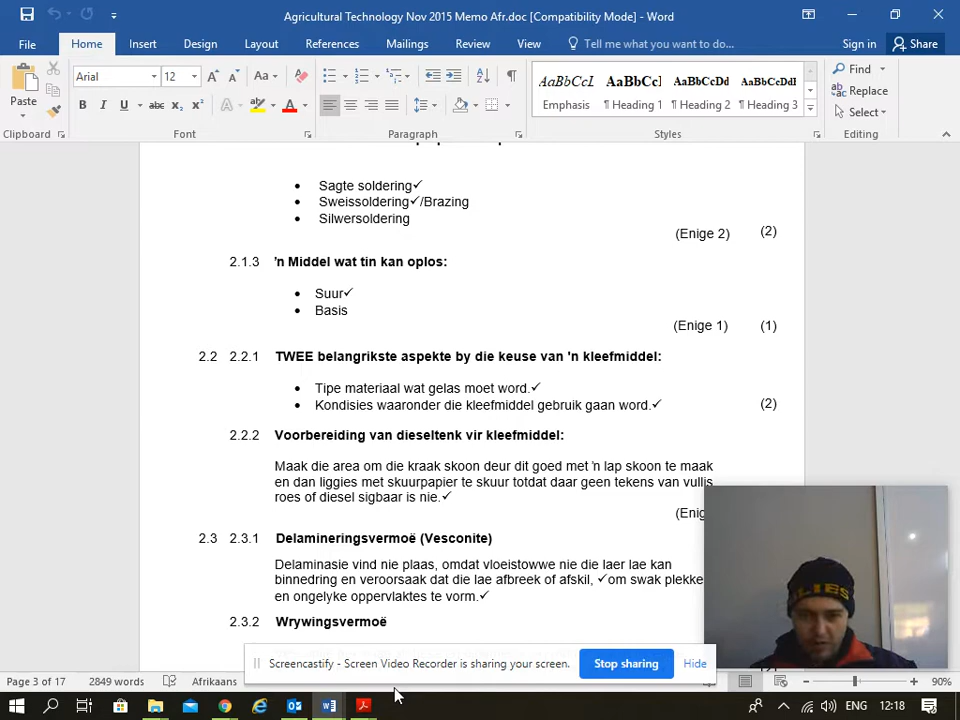 Agricultural Technology Nov 2015 Memo Afr.doc [Compatibility Mode] - Word
File Home Insert Design Layout References Mailings Review View Tell me what you want to do... Sign in Share
Paste Arial 12 Aa AaBbCcL AaBbCcI AaBbCcDd AaBbCcDdI Find
Replace
B I U abc x₂ x² A Emphasis ¶ Heading 1 ¶ Heading 2 ¶ Heading 3 Select
Clipboard Font Paragraph Styles Editing
• Sagte soldering✓
• Sweissoldering✓/Brazing
• Silwersoldering
(Enige 2) (2)
2.1.3 'n Middel wat tin kan oplos:
• Suur✓
• Basis
(Enige 1) (1)
2.2 2.2.1 TWEE belangrikste aspekte by die keuse van 'n kleefmiddel:
• Tipe materiaal wat gelas moet word.✓
• Kondisies waaronder die kleefmiddel gebruik gaan word.✓ (2)
2.2.2 Voorbereiding van dieseltenk vir kleefmiddel:
Maak die area om die kraak skoon deur dit goed met 'n lap skoon te maak
en dan liggies met skuurpapier te skuur totdat daar geen tekens van vullis
roes of diesel sigbaar is nie.✓
(Enig
2.3 2.3.1 Delamineringsvermoë (Vesconite)
Delaminasie vind nie plaas, omdat vloeistowwe nie die laer lae kan
binnedring en veroorsaak dat die lae afbreek of afskil, ✓om swak plekke
en ongelyke oppervlaktes te vorm.✓
2.3.2 Wrywingsvermoë
Screencastify - Screen Video Recorder is sharing your screen. Stop sharing Hide
Page 3 of 17 2849 words Afrikaans 90%
ENG 12:18